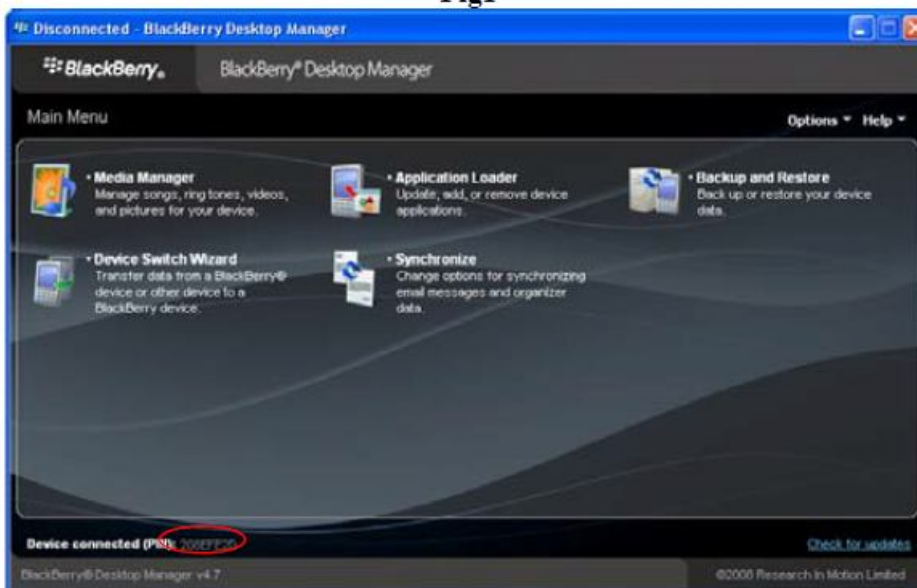 Fig1
Disconnected - BlackBerry Desktop Manager
BlackBerry®
BlackBerry® Desktop Manager
Main Menu
Options Help
Media Manager
Manage songs, ring tones, videos,
and pictures for your device.
Application Loader
Update, add, or remove device
applications.
Backup and Restore
Back up or restore your device
data.
Device Switch Wizard
Transfer data from a BlackBerry®
device or other device to a
BlackBerry device.
Synchronize
Change options for synchronizing
email messages and organizer
data.
Device connected (PIN):
Check for updates
BlackBerry® Desktop Manager v4.7
©2008 Research In Motion Limited